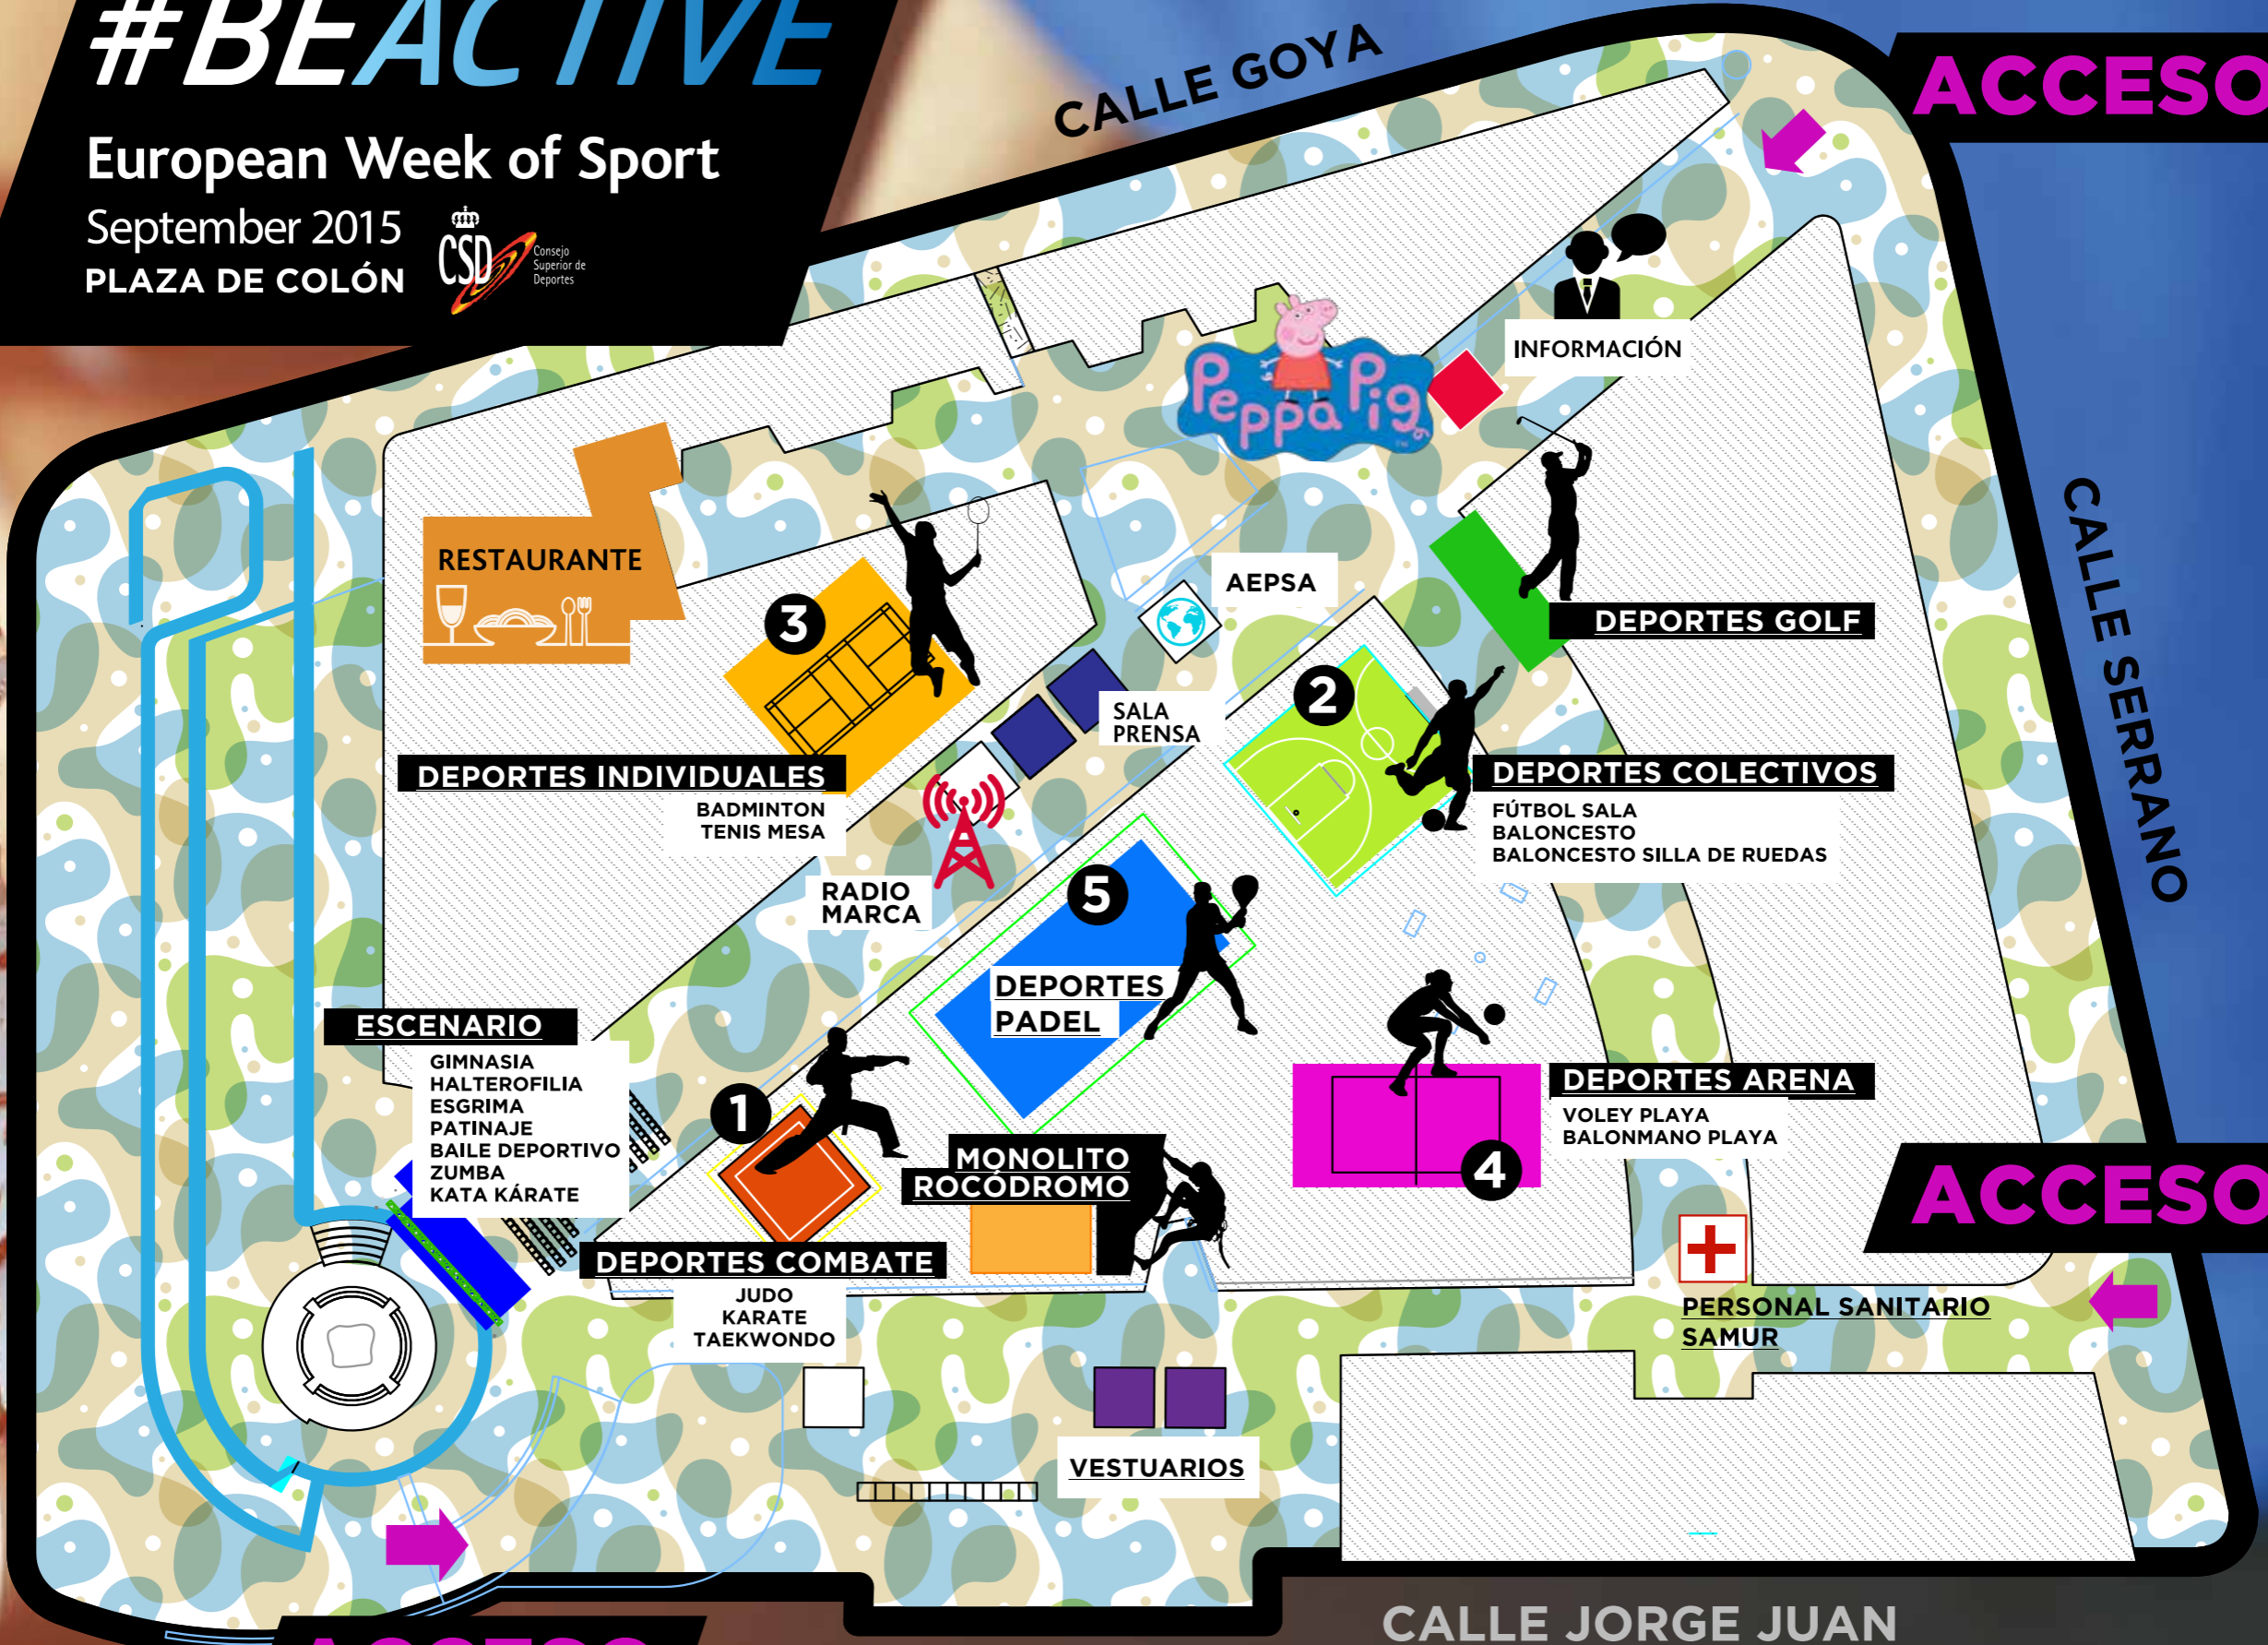 #BEACTIVE
European Week of Sport
September 2015
PLAZA DE COLÓN
CSD
Consejo
Superior de
Deportes
CALLE GOYA
ACCESO
INFORMACIÓN
Peppa Pig
TM
CALLE SERRANO
RESTAURANTE
AEPSA
DEPORTES GOLF
3
2
SALA
PRENSA
DEPORTES INDIVIDUALES
BADMINTON
TENIS MESA
DEPORTES COLECTIVOS
FÚTBOL SALA
BALONCESTO
BALONCESTO SILLA DE RUEDAS
RADIO
MARCA
5
DEPORTES
PADEL
ESCENARIO
GIMNASIA
HALTEROFILIA
ESGRIMA
PATINAJE
BAILE DEPORTIVO
ZUMBA
KATA KÁRATE
1
MONOLITO
ROCÓDROMO
DEPORTES ARENA
VOLEY PLAYA
BALONMANO PLAYA
4
ACCESO
DEPORTES COMBATE
JUDO
KARATE
TAEKWONDO
PERSONAL SANITARIO
SAMUR
VESTUARIOS
CALLE JORGE JUAN
ACCESO